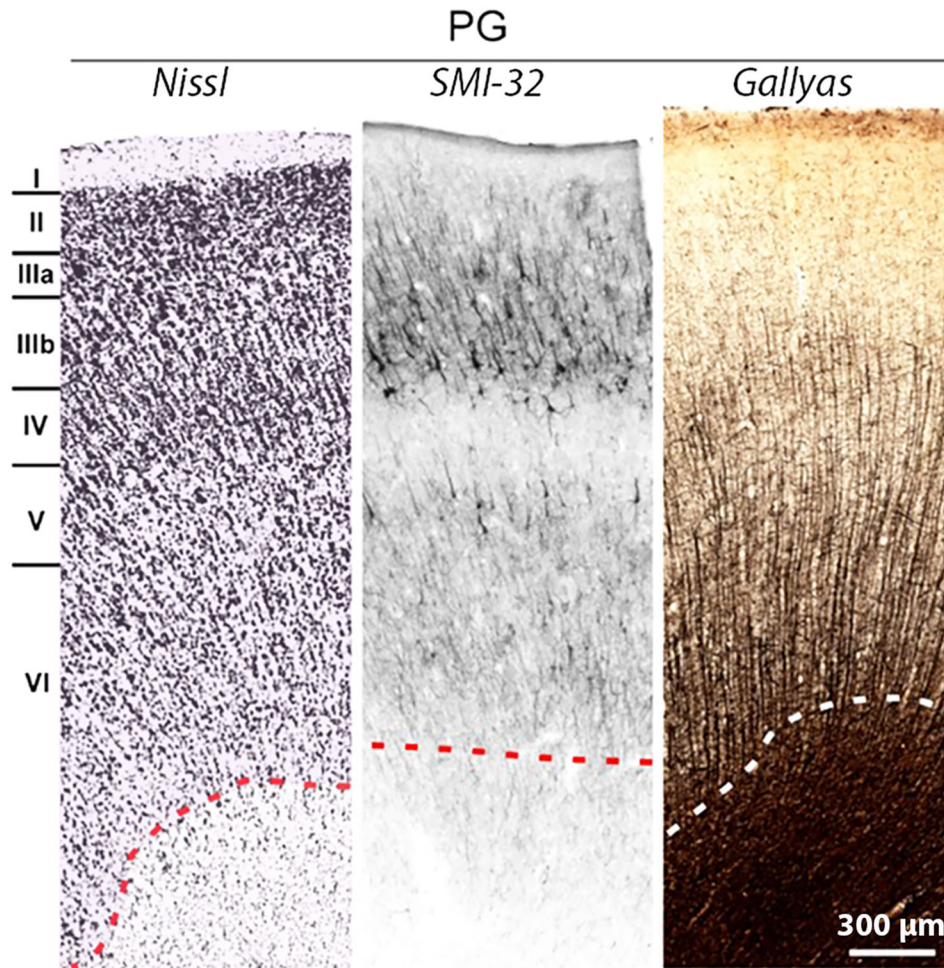 PG
Nissl SMI-32 Gallyas
I
II
IIIa
IIIb
IV
V
VI
300 µm